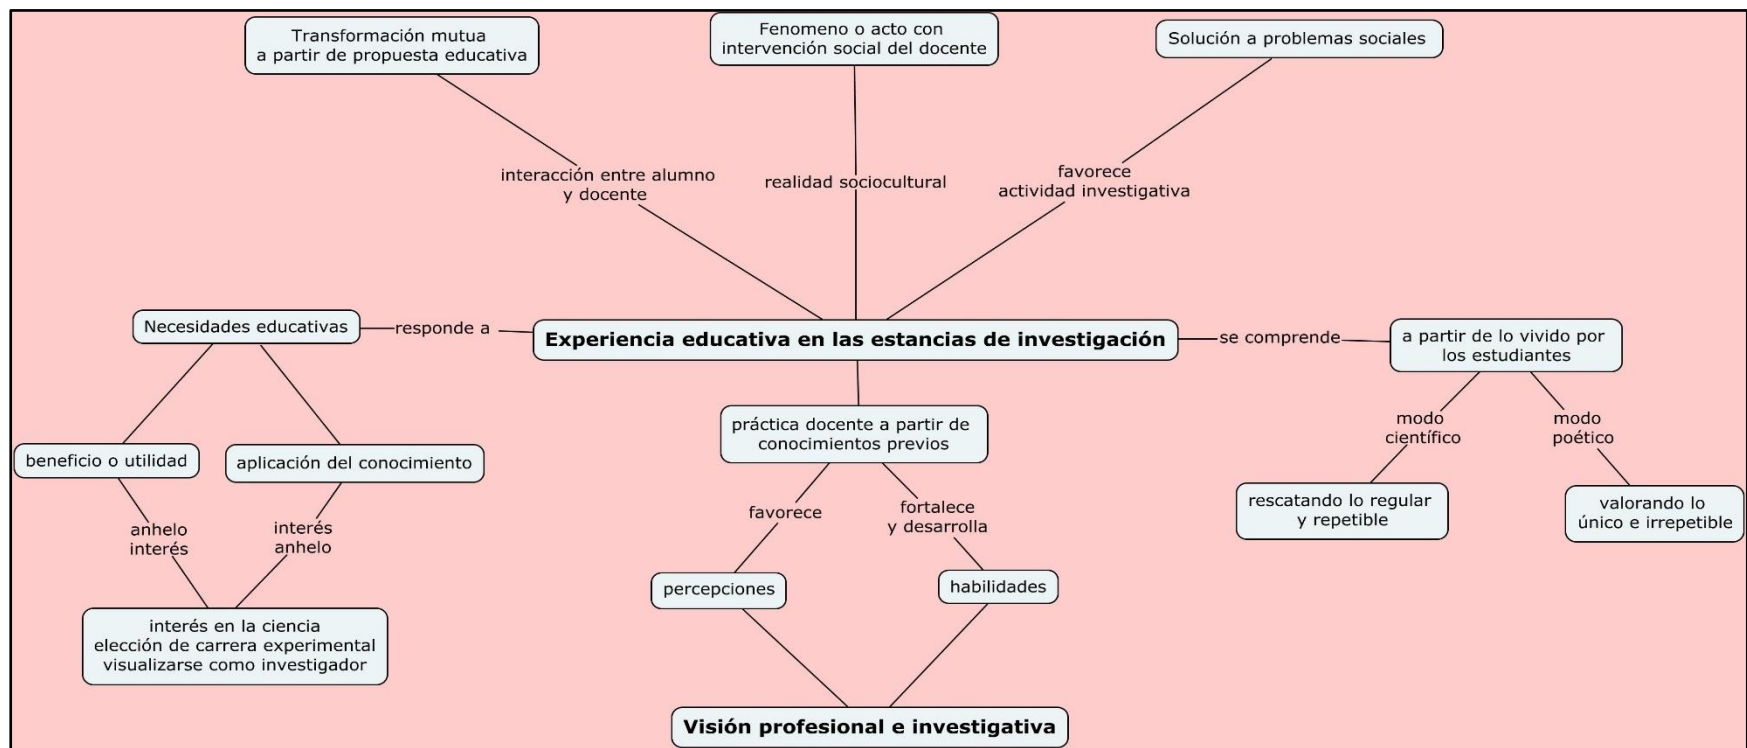 Transformación mutua
a partir de propuesta educativa
Fenomeno o acto con
intervención social del docente
Solución a problemas sociales
interacción entre alumno
y docente
realidad sociocultural
favorece
actividad investigativa
Necesidades educativas
responde a
Experiencia educativa en las estancias de investigación
se comprende
a partir de lo vivido por
los estudiantes
beneficio o utilidad
aplicación del conocimiento
práctica docente a partir de
conocimientos previos
modo
científico
modo
poético
anhelo
interés
interés
anhelo
favorece
fortalece
y desarrolla
rescatando lo regular
y repetible
valorando lo
único e irrepetible
percepciones
habilidades
interés en la ciencia
elección de carrera experimental
visualizarse como investigador
Visión profesional e investigativa